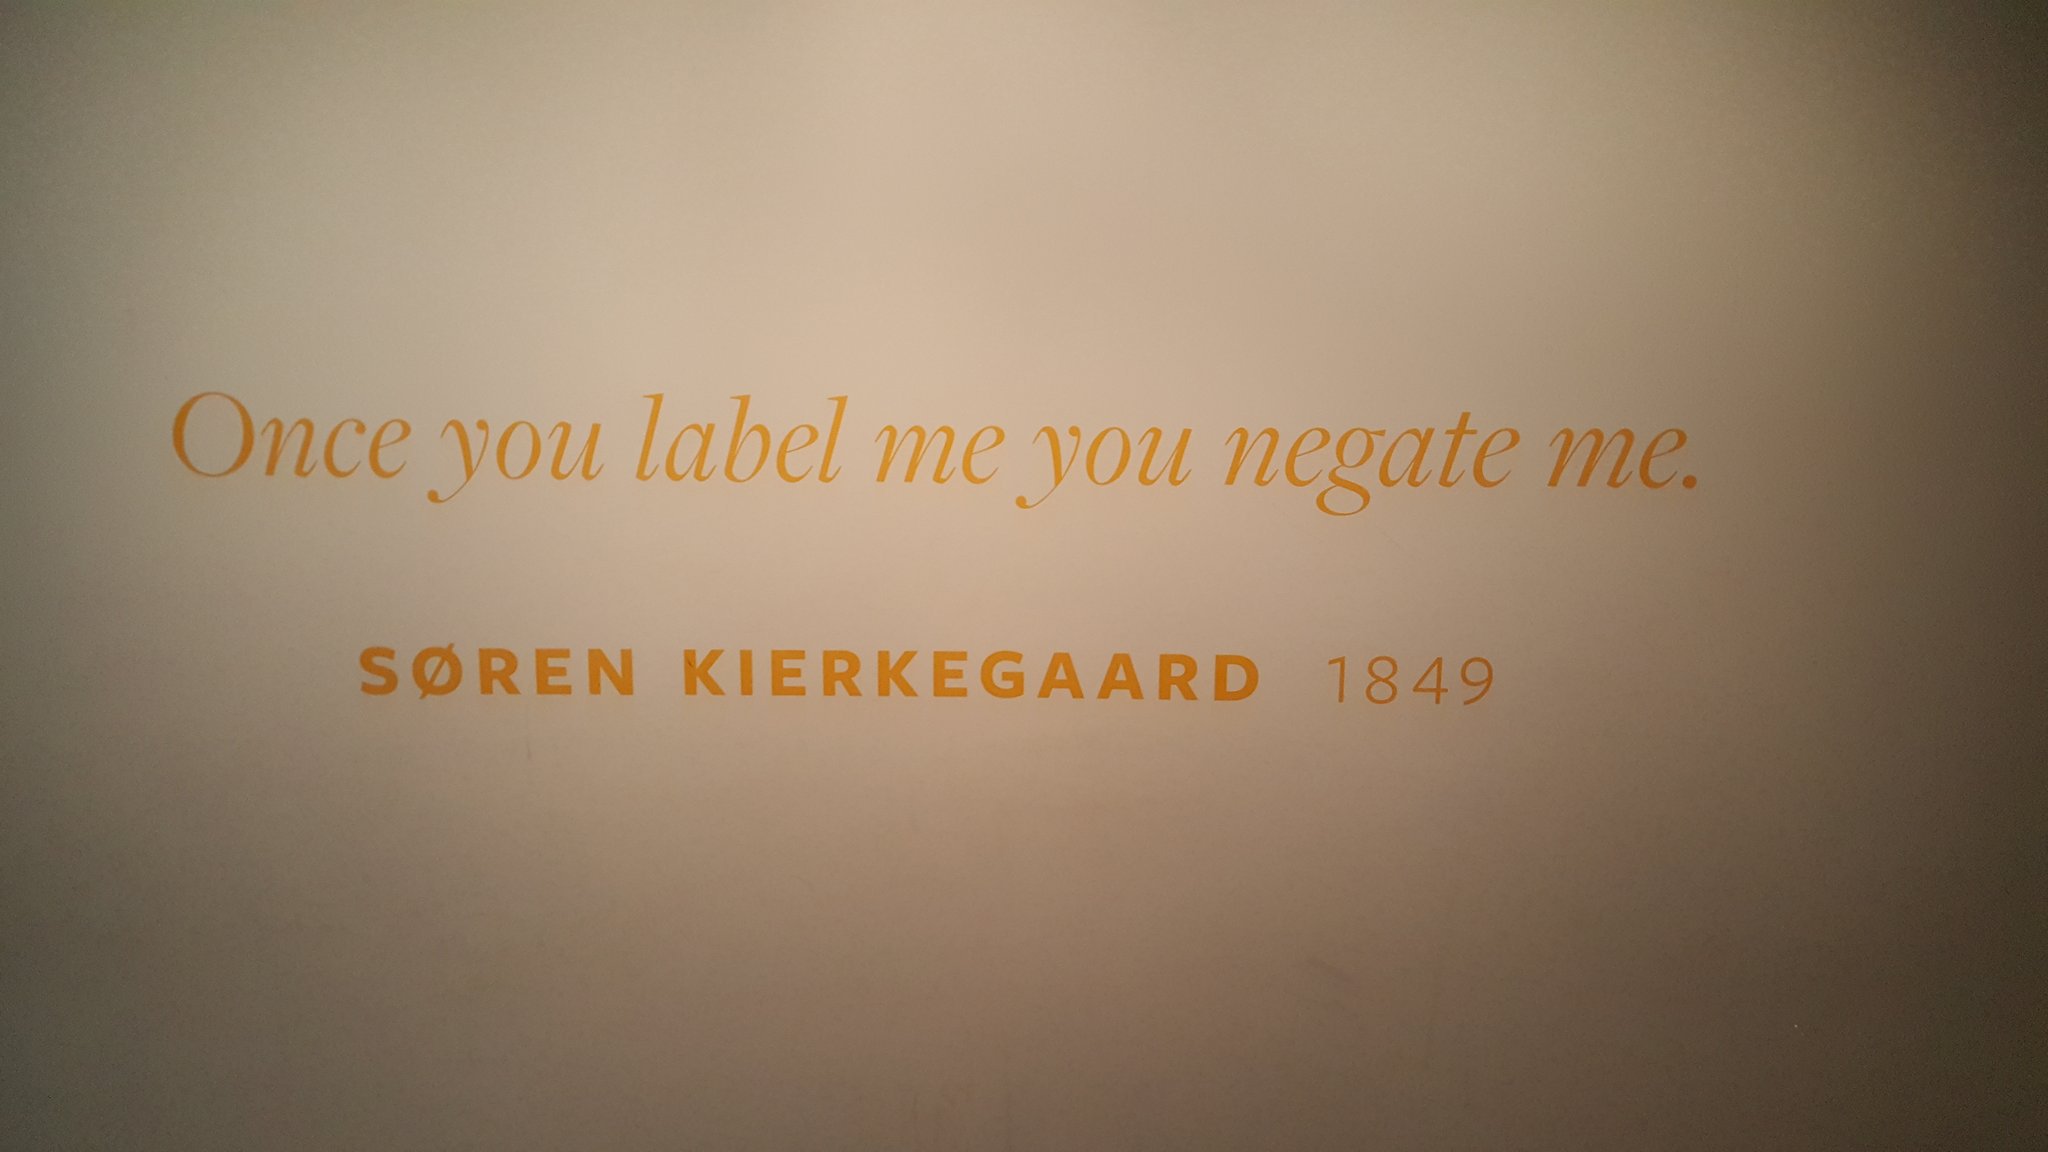 Once you label me you negate me.
SØREN KIERKEGAARD 1849